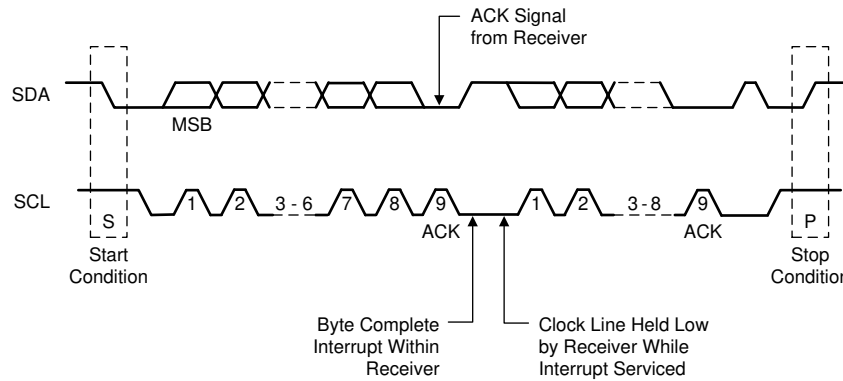 ACK Signal
from Receiver
SDA
MSB
SCL
S
1
2
3 - 6
7
8
9
ACK
1
2
3 - 8
9
ACK
P
Start
Condition
Stop
Condition
Byte Complete
Interrupt Within
Receiver
Clock Line Held Low
by Receiver While
Interrupt Serviced